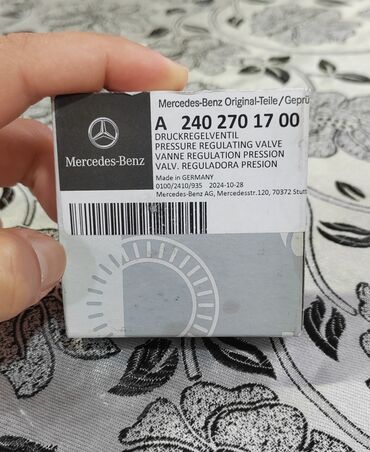 Mercedes-Benz Original-Teile/Geprü
A 240 270 17 00
DRUCKREGELVENTIL
PRESSURE REGULATING VALVE
VANNE REGULATION PRESSION
VALV. REGULADORA PRESION
Made in GERMANY
0100/2410/935 2024-10-28
Mercedes-Benz AG, Mercedesstr.120, 70372 Stutt
Mercedes-Benz